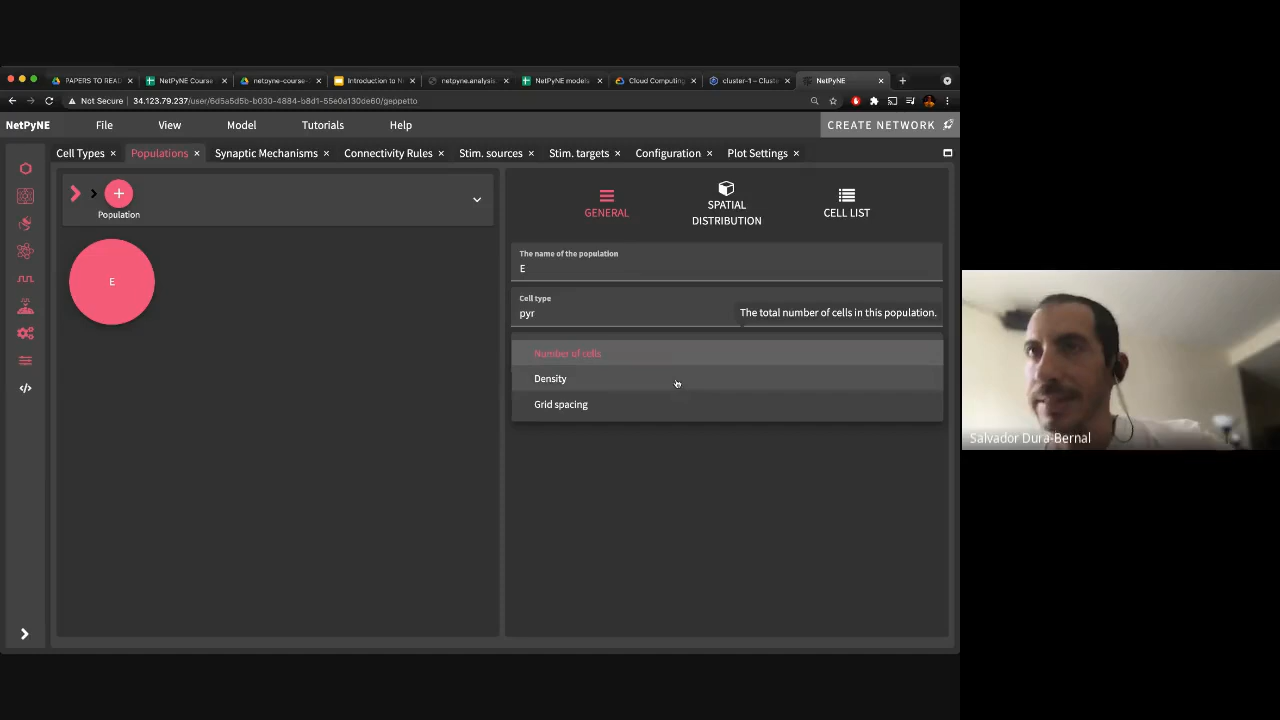 PAPERS TO READ
NetPyNE Course
netpyne-course-
Introduction to N
netpyne.analysis.
NetPyNE models
Cloud Computing
cluster-1 – Cluste
NetPyNE
Not Secure
34.123.79.237/user/6d5a5d5b-b030-4884-b8d1-55e0a130de60/geppetto
NetPyNE
File
View
Model
Tutorials
Help
CREATE NETWORK
Cell Types
Populations
Synaptic Mechanisms
Connectivity Rules
Stim. sources
Stim. targets
Configuration
Plot Settings
Population
E
GENERAL
SPATIAL
DISTRIBUTION
CELL LIST
The name of the population
E
Cell type
pyr
The total number of cells in this population.
Number of cells
Density
Grid spacing
Salvador Dura-Bernal